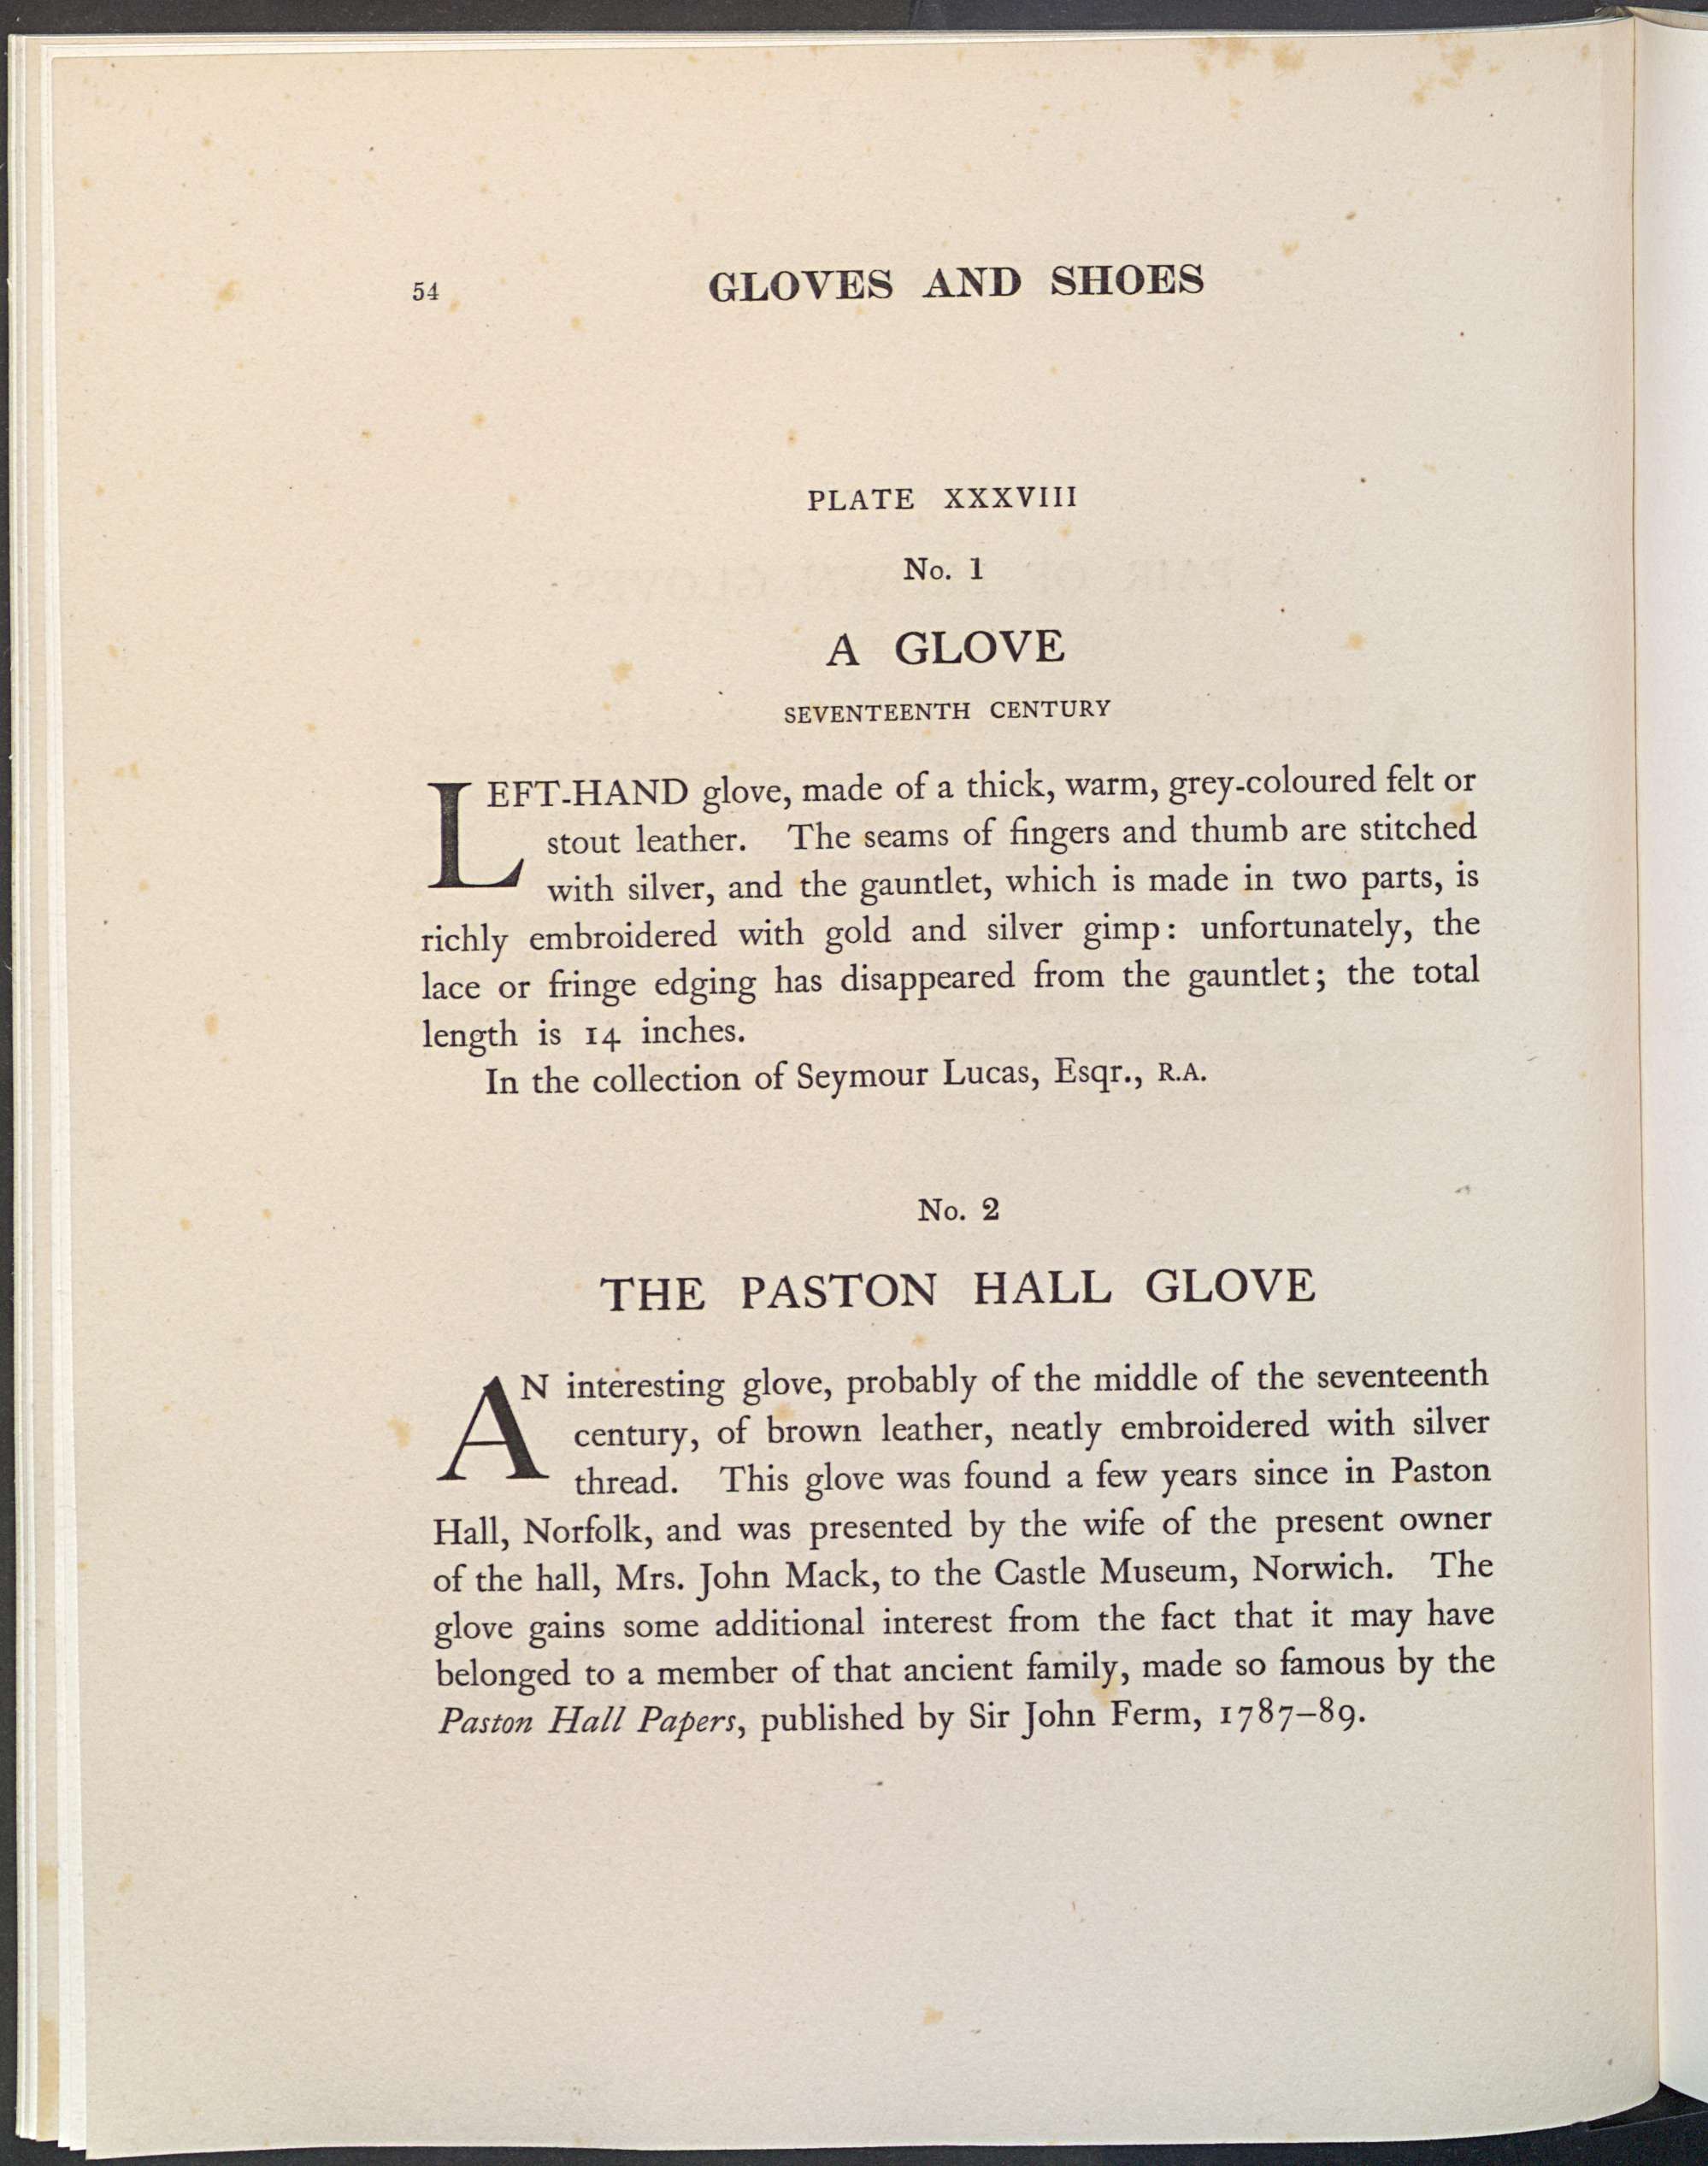 54
GLOVES AND SHOES
PLATE XXXVIII
No. 1
A GLOVE
SEVENTEENTH CENTURY
LEFT-HAND glove, made of a thick, warm, grey-coloured felt or
stout leather. The seams of fingers and thumb are stitched
with silver, and the gauntlet, which is made in two parts, is
richly embroidered with gold and silver gimp: unfortunately, the
lace or fringe edging has disappeared from the gauntlet; the total
length is 14 inches.
In the collection of Seymour Lucas, Esqr., R.A.
No. 2
THE PASTON HALL GLOVE
AN interesting glove, probably of the middle of the seventeenth
century, of brown leather, neatly embroidered with silver
thread. This glove was found a few years since in Paston
Hall, Norfolk, and was presented by the wife of the present owner
of the hall, Mrs. John Mack, to the Castle Museum, Norwich. The
glove gains some additional interest from the fact that it may have
belonged to a member of that ancient family, made so famous by the
Paston Hall Papers, published by Sir John Ferm, 1787–89.